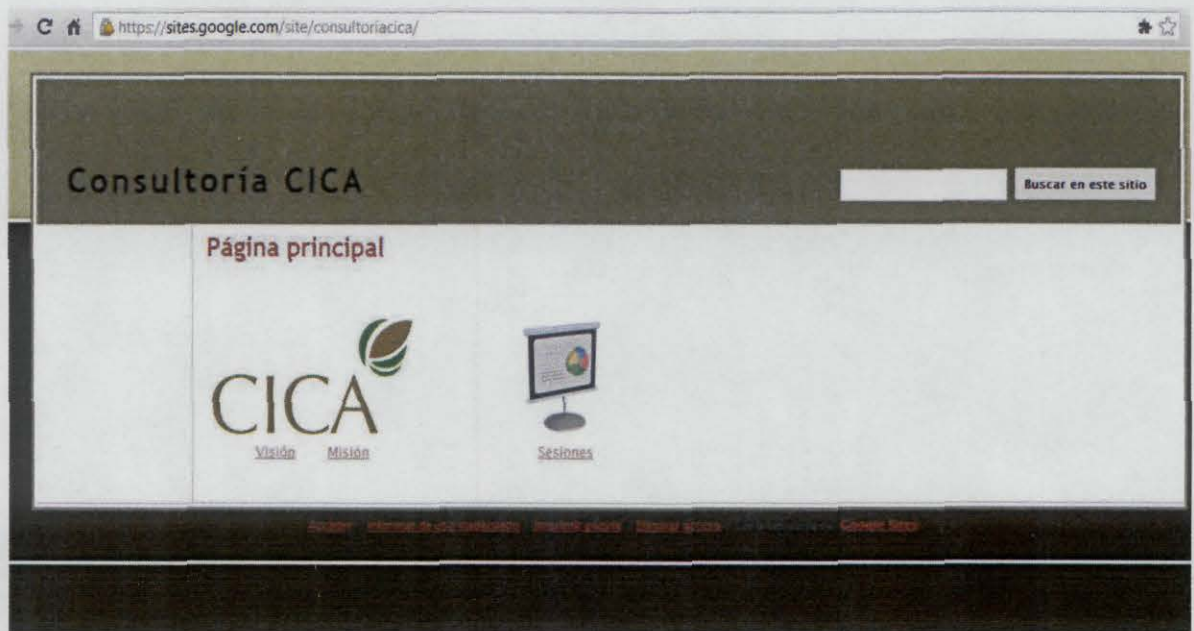 https://sites.google.com/site/consultoriacica/
Consultoría CICA
Buscar en este sitio
Página principal
CICA
Visión Misión
Sesiones
Google Sites